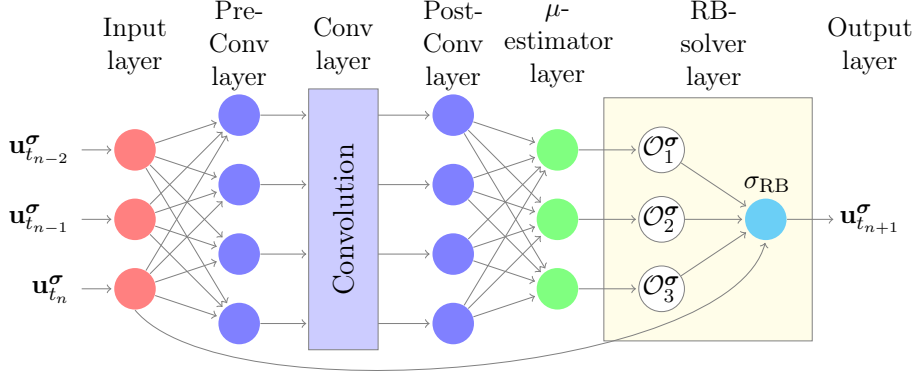 Input
layer
Pre-
Conv
layer
Conv
layer
Post-
Conv
layer
μ-
estimator
layer
RB-
solver
layer
Output
layer
𝐮^𝝈_{t_{n−2}}
𝐮^𝝈_{t_{n−1}}
𝐮^𝝈_{t_n}
Convolution
𝒪^𝝈_1
𝒪^𝝈_2
𝒪^𝝈_3
σ_RB
𝐮^𝝈_{t_{n+1}}